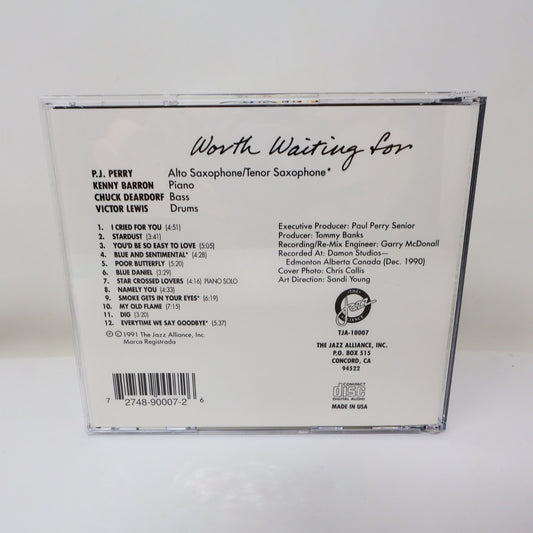 Worth Waiting for
P.J. PERRY Alto Saxophone/Tenor Saxophone*
KENNY BARRON Piano
CHUCK DEARDORF Bass
VICTOR LEWIS Drums
1. I CRIED FOR YOU (4:51)
2. STARDUST (3:41)
3. YOU'D BE SO EASY TO LOVE (5:05)
4. BLUE AND SENTIMENTAL* (4:28)
5. POOR BUTTERFLY (5:20)
6. BLUE DANIEL (3:29)
7. STAR CROSSED LOVERS (4:16) PIANO SOLO
8. NAMELY YOU (4:33)
9. SMOKE GETS IN YOUR EYES* (6:19)
10. MY OLD FLAME (7:15)
11. DIG (3:20)
12. EVERYTIME WE SAY GOODBYE* (5:37)
Ⓟ © 1991 The Jazz Alliance, Inc.
Marca Registrada
Executive Producer: Paul Perry Senior
Producer: Tommy Banks
Recording/Re-Mix Engineer: Garry McDonall
Recorded At: Damon Studios—
Edmonton Alberta Canada (Dec. 1990)
Cover Photo: Chris Callis
Art Direction: Sandi Young
THE
Jazz
ALLIANCE
TJA-10007
THE JAZZ ALLIANCE, INC.
P.O. BOX 515
CONCORD, CA
94522
7 2748-90007-2 6
COMPACT
disc
DIGITAL AUDIO
MADE IN USA